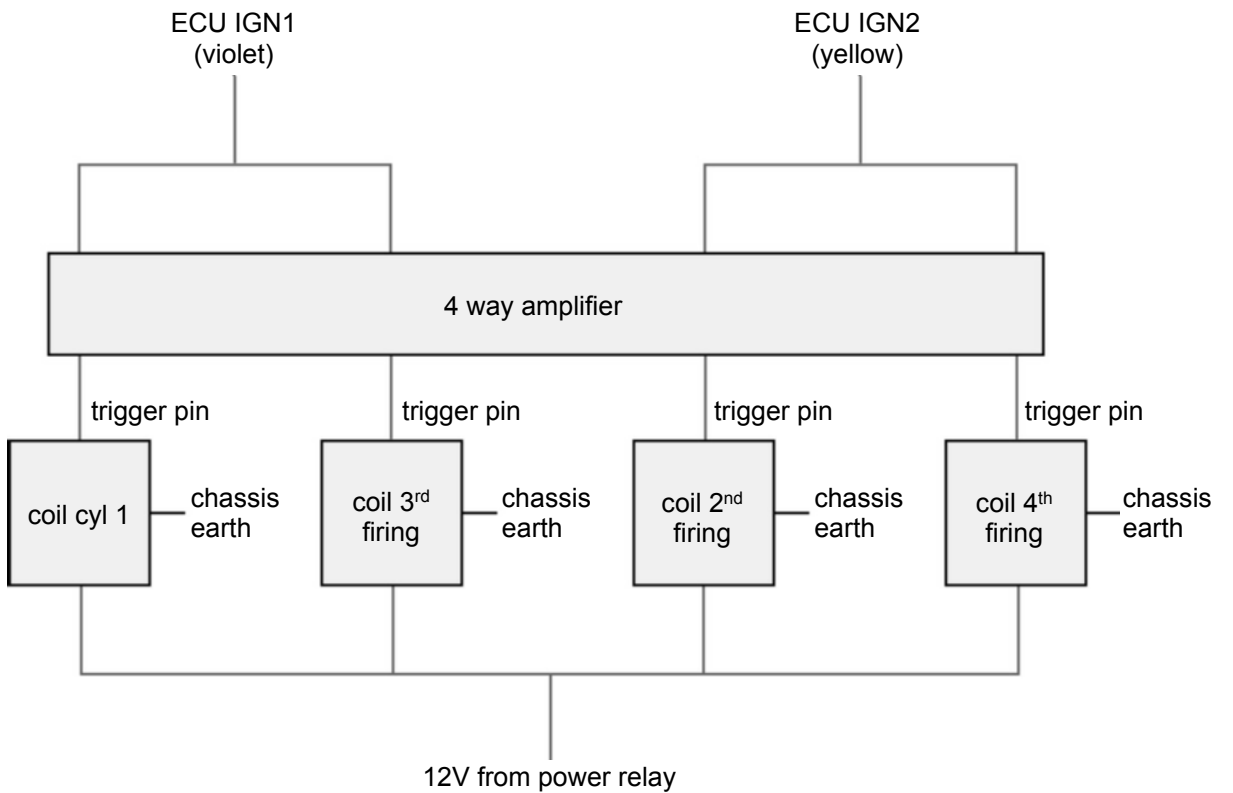 ECU IGN1
(violet)
ECU IGN2
(yellow)
4 way amplifier
trigger pin
trigger pin
trigger pin
trigger pin
coil cyl 1
chassis
earth
coil 3rd
firing
chassis
earth
coil 2nd
firing
chassis
earth
coil 4th
firing
chassis
earth
12V from power relay